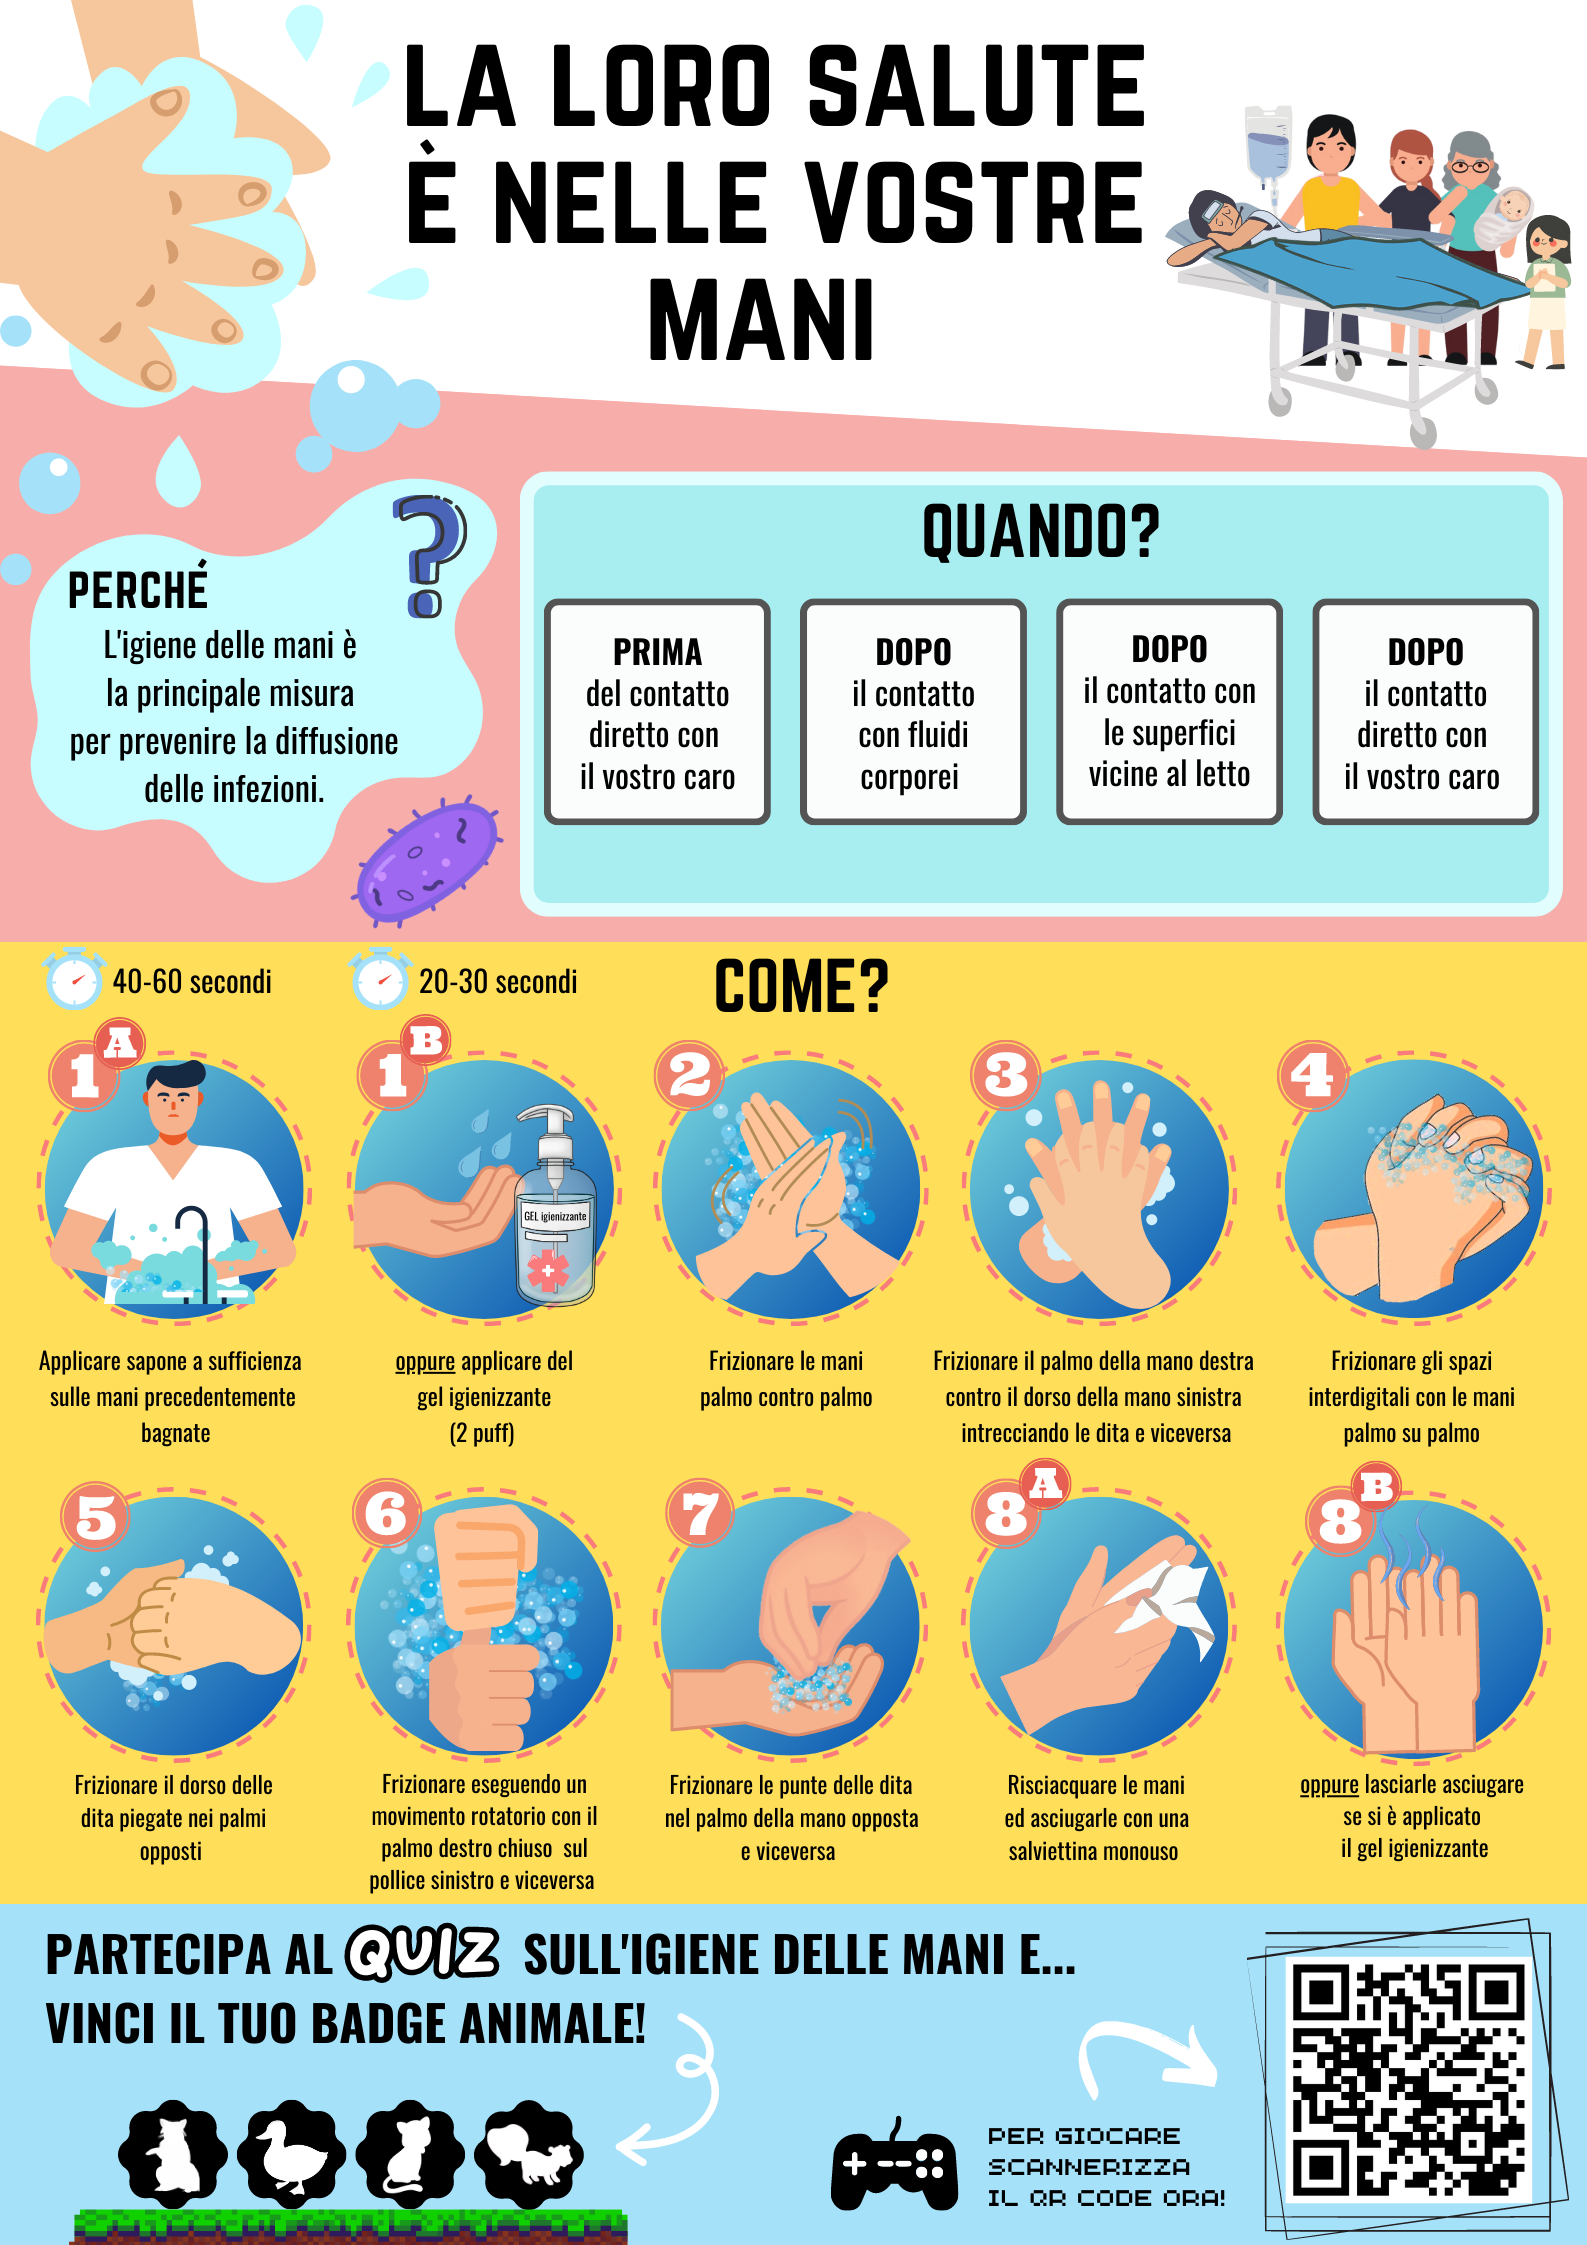 LA LORO SALUTE
È NELLE VOSTRE
MANI
PERCHÉ
?
L'igiene delle mani è
la principale misura
per prevenire la diffusione
delle infezioni.
QUANDO?
PRIMA
del contatto
diretto con
il vostro caro
DOPO
il contatto
con fluidi
corporei
DOPO
il contatto con
le superfici
vicine al letto
DOPO
il contatto
diretto con
il vostro caro
40-60 secondi
20-30 secondi
COME?
1 A
Applicare sapone a sufficienza
sulle mani precedentemente
bagnate
1 B
GEL igienizzante
oppure applicare del
gel igienizzante
(2 puff)
2
Frizionare le mani
palmo contro palmo
3
Frizionare il palmo della mano destra
contro il dorso della mano sinistra
intrecciando le dita e viceversa
4
Frizionare gli spazi
interdigitali con le mani
palmo su palmo
5
Frizionare il dorso delle
dita piegate nei palmi
opposti
6
Frizionare eseguendo un
movimento rotatorio con il
palmo destro chiuso sul
pollice sinistro e viceversa
7
Frizionare le punte delle dita
nel palmo della mano opposta
e viceversa
8 A
Risciacquare le mani
ed asciugarle con una
salviettina monouso
8 B
oppure lasciarle asciugare
se si è applicato
il gel igienizzante
PARTECIPA AL QUIZ SULL'IGIENE DELLE MANI E...
VINCI IL TUO BADGE ANIMALE!
PER GIOCARE
SCANNERIZZA
IL QR CODE ORA!